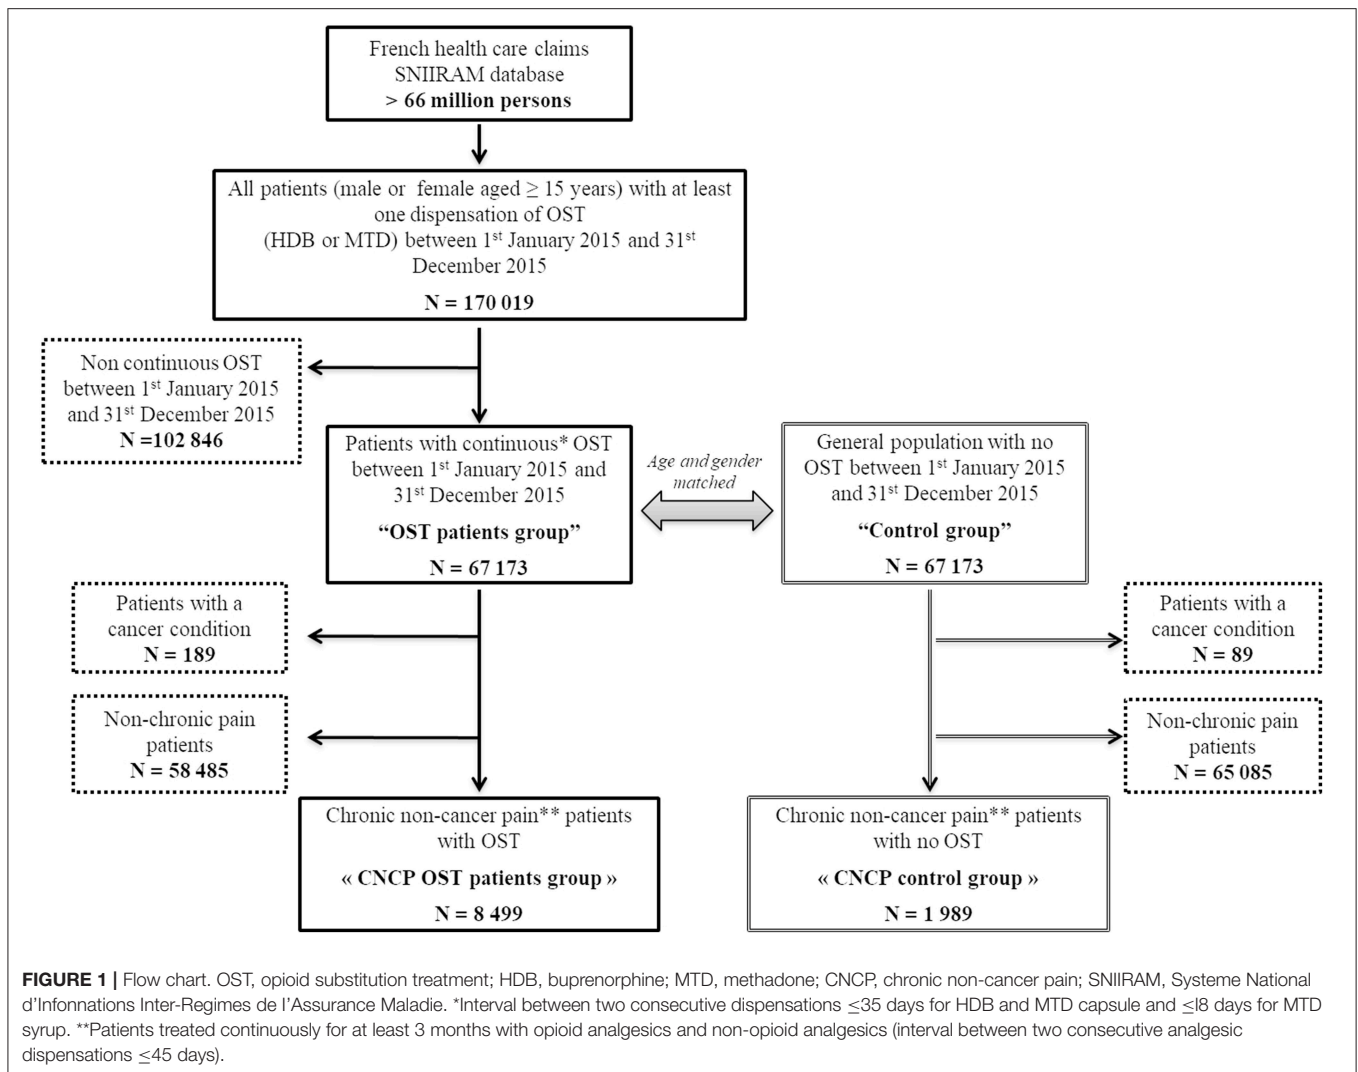 French health care claims
SNIIRAM database
> 66 million persons
All patients (male or female aged ≥ 15 years) with at least
one dispensation of OST
(HDB or MTD) between 1st January 2015 and 31st
December 2015
N = 170 019
Non continuous OST
between 1st January 2015
and 31st December 2015
N =102 846
Patients with continuous* OST
between 1st January 2015 and
31st December 2015
“OST patients group”
N = 67 173
Age and gender
matched
General population with no
OST between 1st January 2015
and 31st December 2015
“Control group”
N = 67 173
Patients with a
cancer condition
N = 189
Patients with a
cancer condition
N = 89
Non-chronic pain
patients
N = 58 485
Non-chronic pain
patients
N = 65 085
Chronic non-cancer pain** patients
with OST
« CNCP OST patients group »
N = 8 499
Chronic non-cancer pain** patients
with no OST
« CNCP control group »
N = 1 989
FIGURE 1 | Flow chart. OST, opioid substitution treatment; HDB, buprenorphine; MTD, methadone; CNCP, chronic non-cancer pain; SNIIRAM, Systeme National
d’Infonnations Inter-Regimes de l’Assurance Maladie. *Interval between two consecutive dispensations ≤35 days for HDB and MTD capsule and ≤l8 days for MTD
syrup. **Patients treated continuously for at least 3 months with opioid analgesics and non-opioid analgesics (interval between two consecutive analgesic
dispensations ≤45 days).